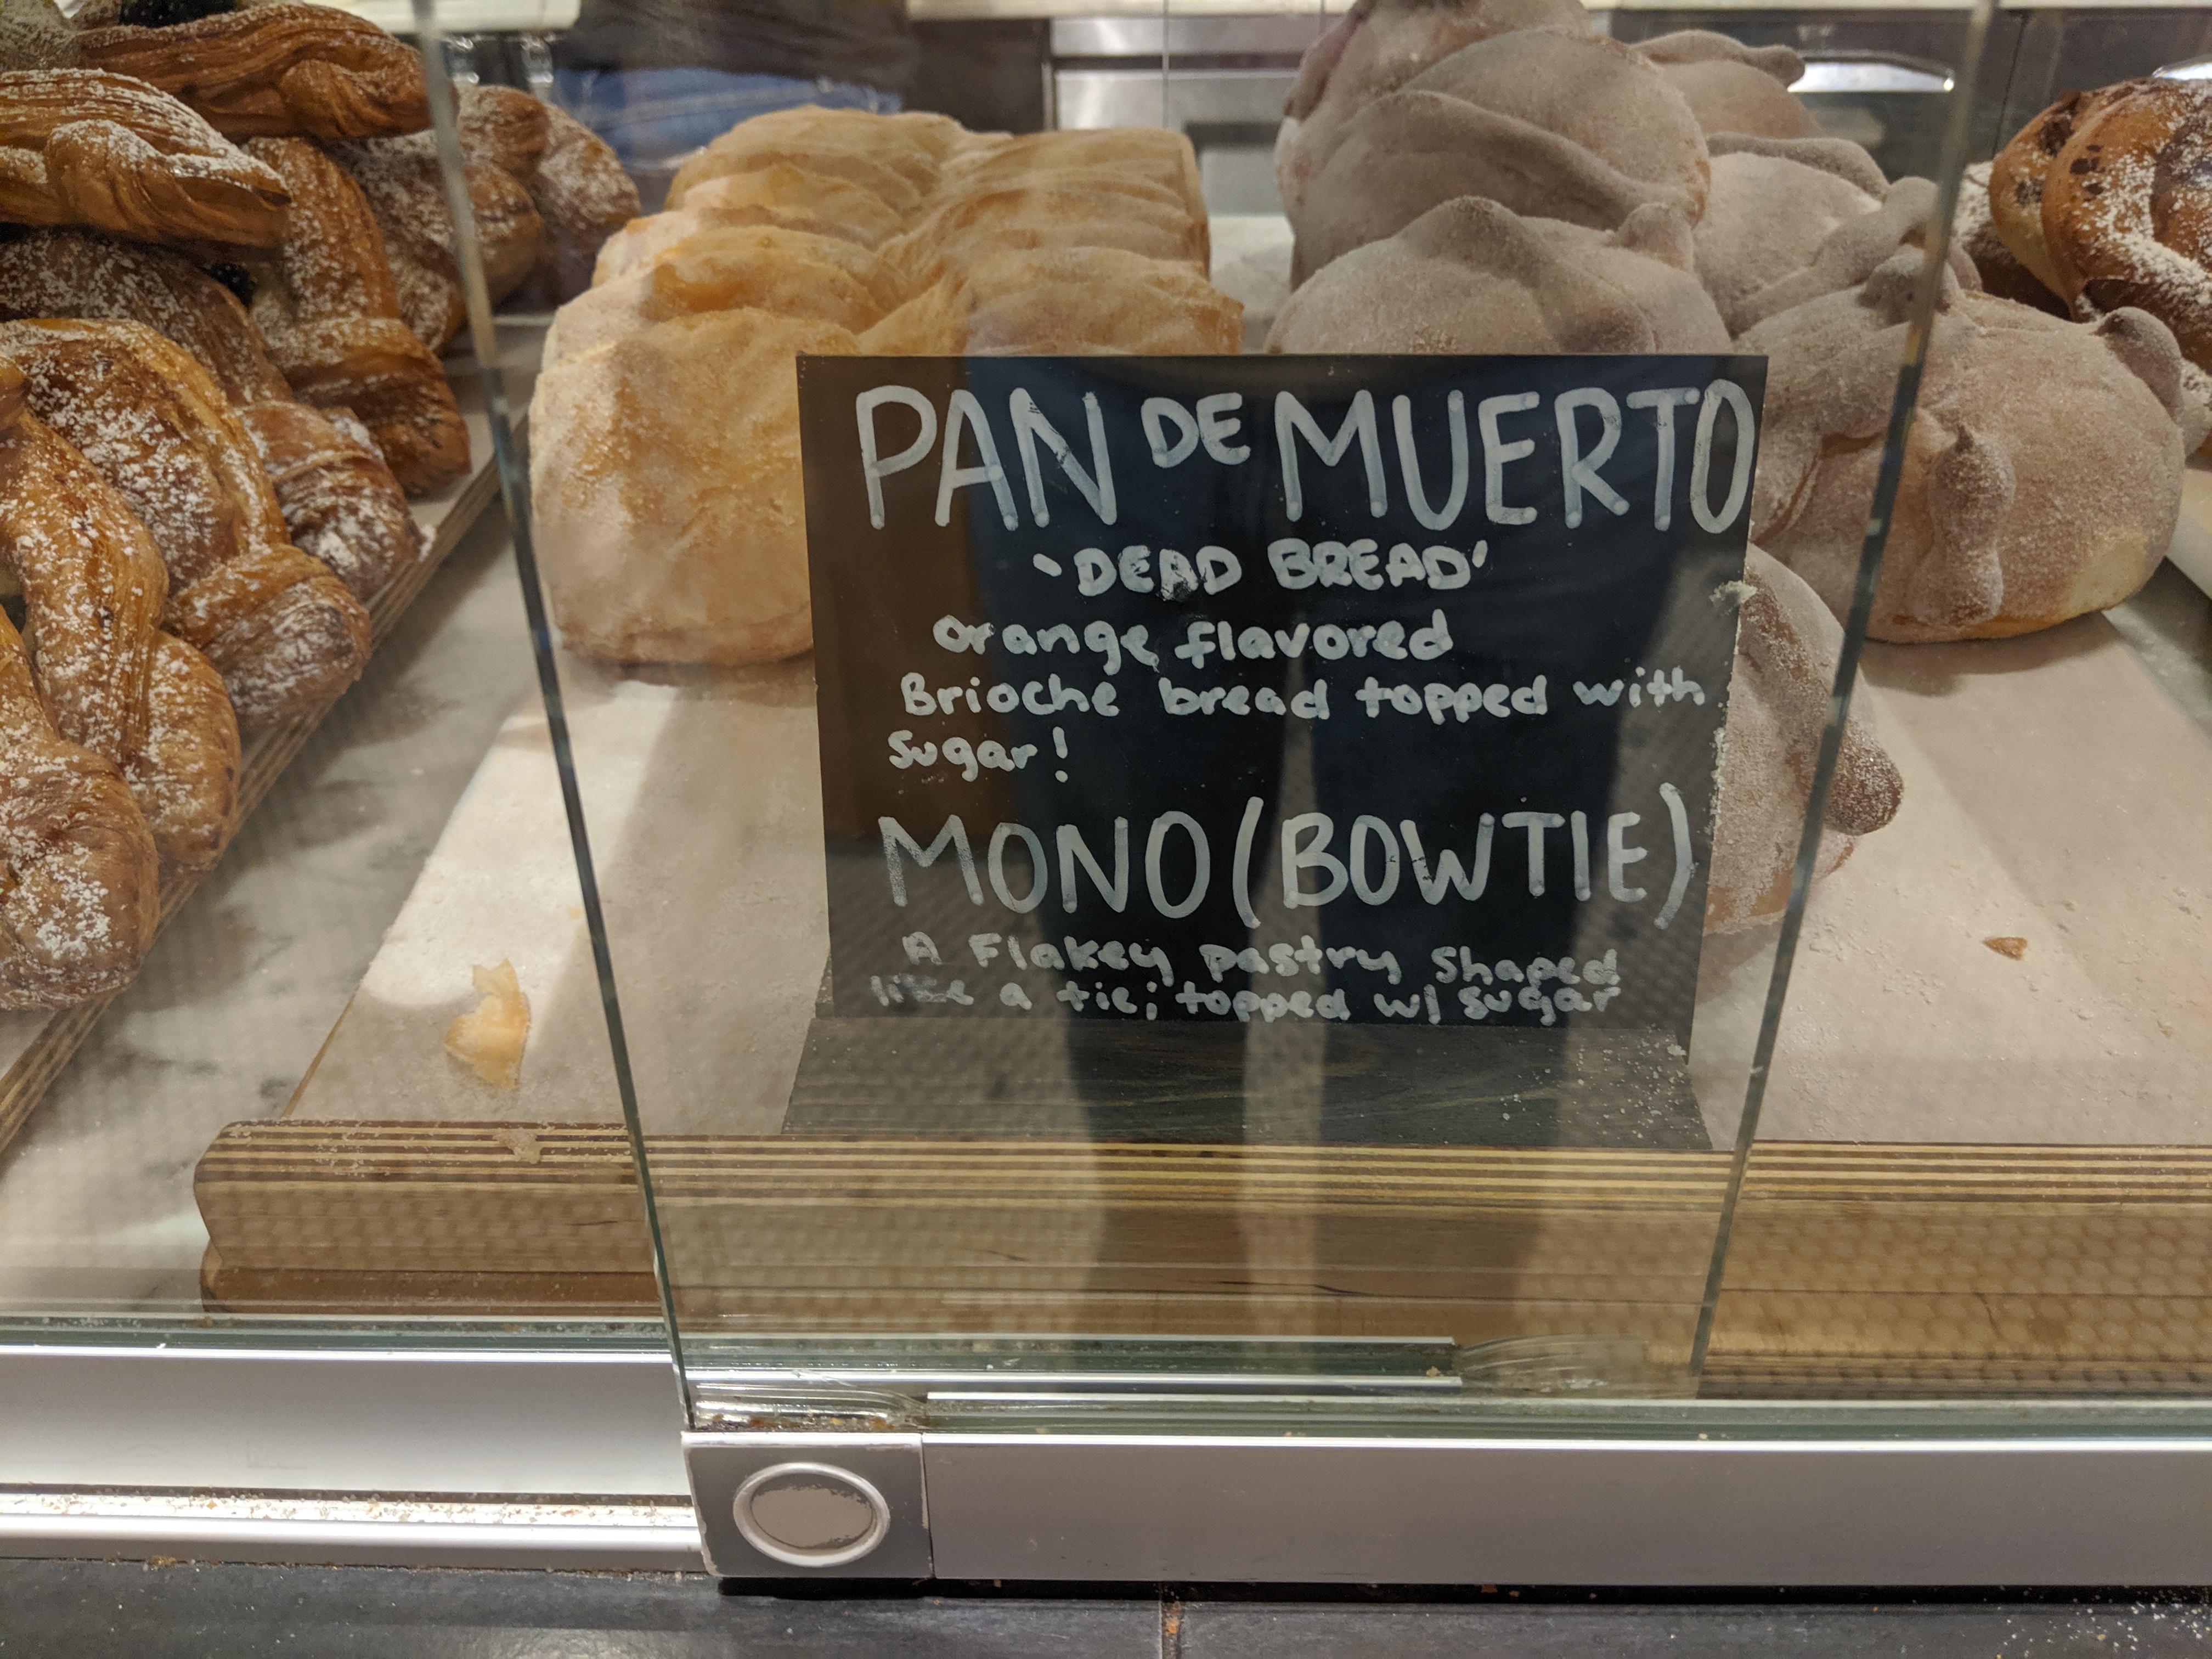 PAN DE MUERTO
'DEAD BREAD'
orange flavored
Brioche bread topped with
sugar!
MONO (BOWTIE)
A Flakey pastry shaped
like a tie; topped w/ sugar